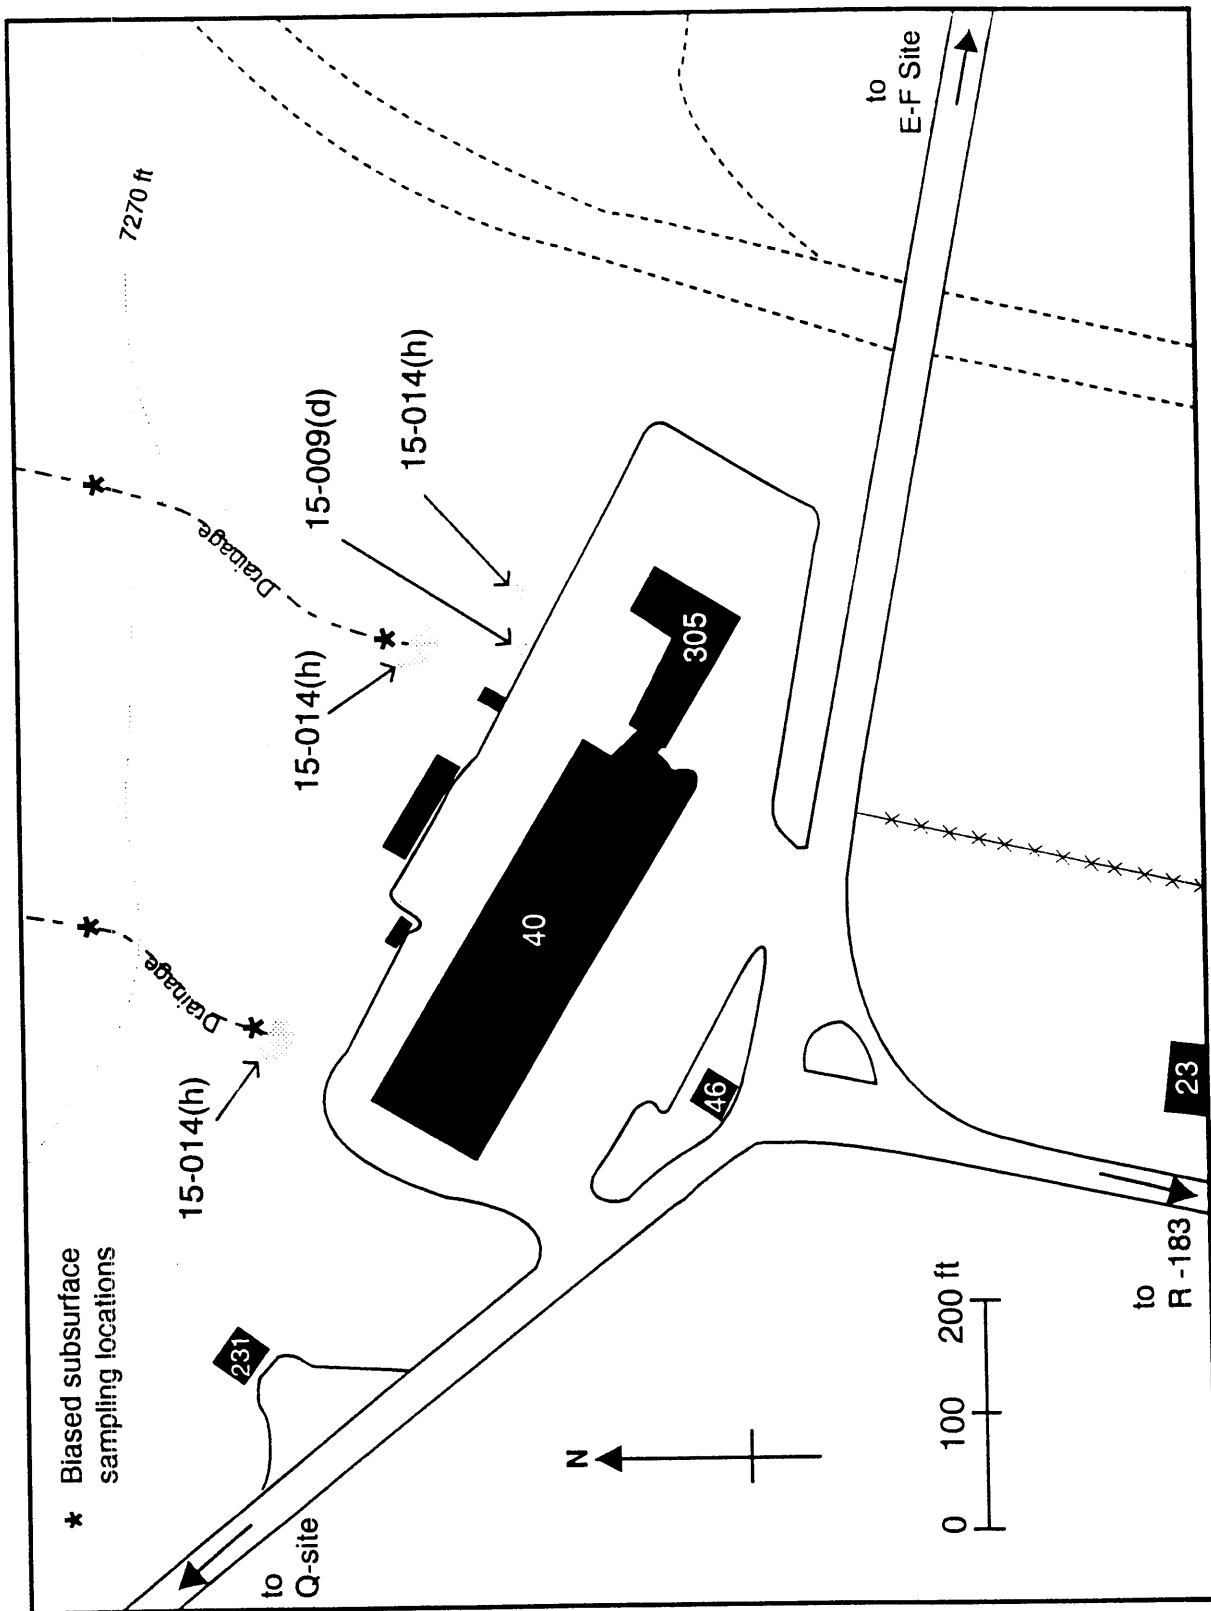 * Biased subsurface
sampling locations
7270 ft
Drainage
Drainage
15-014(h)
15-014(h)
15-009(d)
15-014(h)
231
40
305
46
23
to
Q-site
to
E-F Site
to
R-183
N
0 100 200 ft